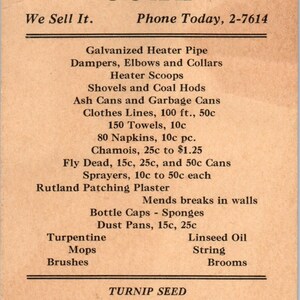 We Sell It. Phone Today, 2-7614
Galvanized Heater Pipe
Dampers, Elbows and Collars
Heater Scoops
Shovels and Coal Hods
Ash Cans and Garbage Cans
Clothes Lines, 100 ft., 50c
150 Towels, 10c
80 Napkins, 10c pc.
Chamois, 25c to $1.25
Fly Dead, 15c, 25c, and 50c Cans
Sprayers, 10c to 50c each
Rutland Patching Plaster
Mends breaks in walls
Bottle Caps - Sponges
Dust Pans, 15c, 25c
Turpentine Linseed Oil
Mops String
Brushes Brooms
TURNIP SEED